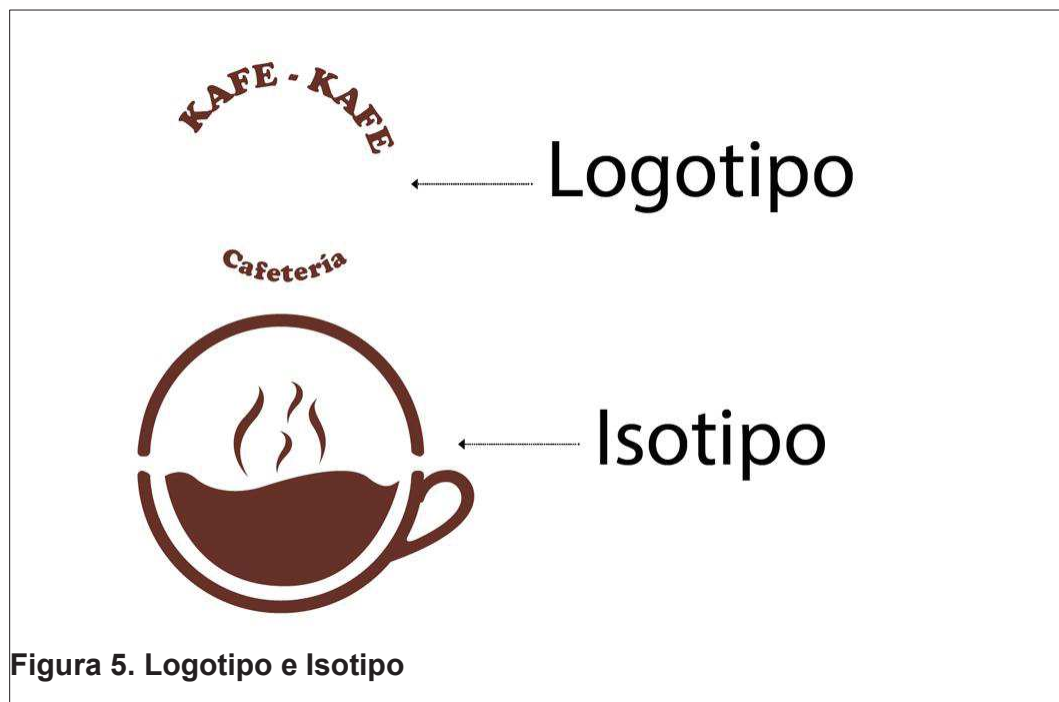 KAFE - KAFE
Logotipo
Cafetería
Isotipo
Figura 5. Logotipo e Isotipo